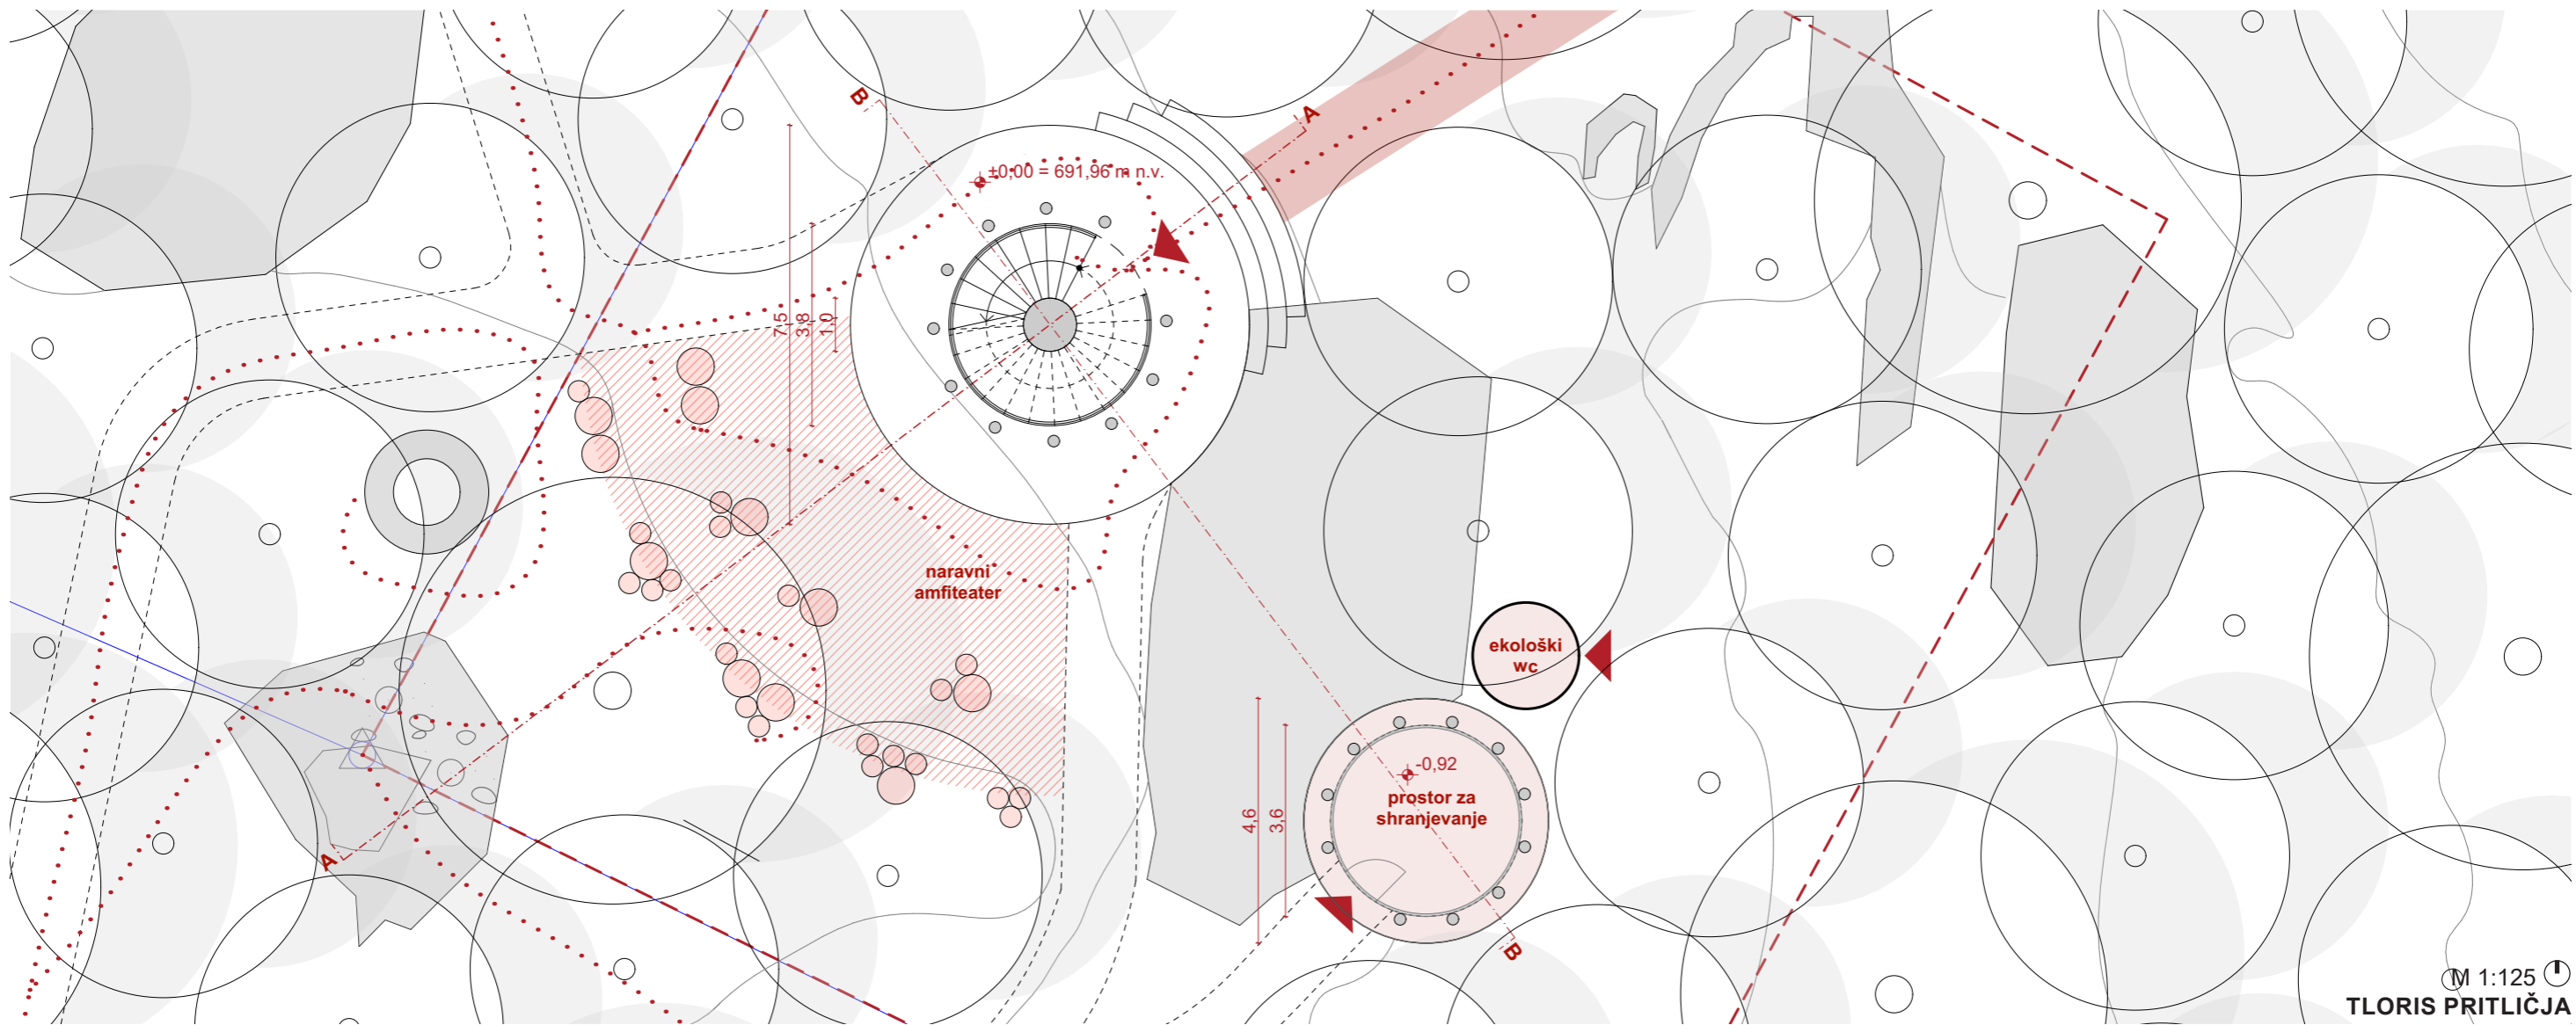 B
A
±0,00 = 691,96 m n.v.
7,5
3,8
1,0
naravni
amfiteater
ekološki
wc
-0,92
prostor za
shranjevanje
4,6
3,6
A
B
M 1:125
TLORIS PRITLIČJA